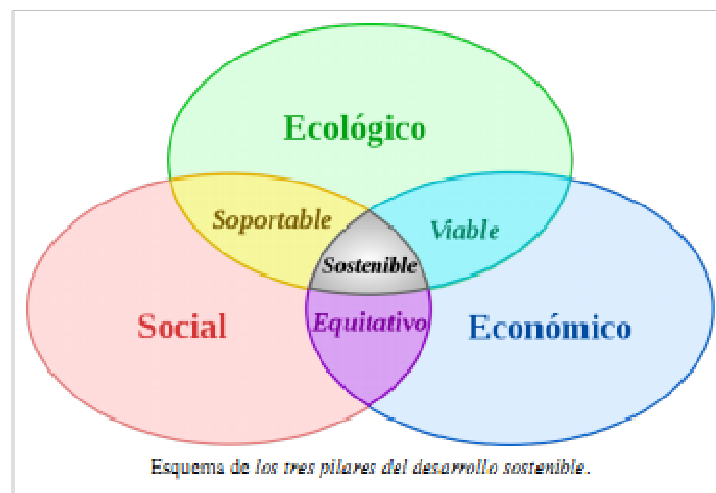 Ecológico
Soportable
Viable
Sostenible
Social
Equitativo
Económico
Esquema de los tres pilares del desarrollo sostenible.